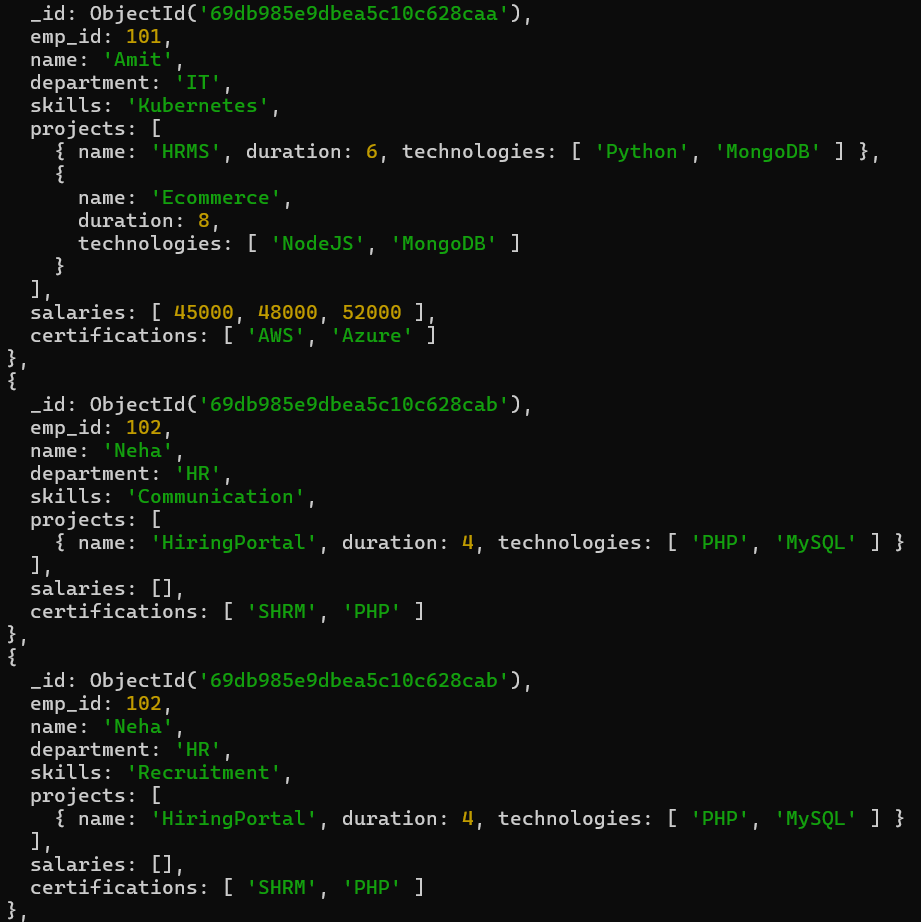 _id: ObjectId('69db985e9dbea5c10c628caa'),
emp_id: 101,
name: 'Amit',
department: 'IT',
skills: 'Kubernetes',
projects: [
{ name: 'HRMS', duration: 6, technologies: [ 'Python', 'MongoDB' ] },
{
name: 'Ecommerce',
duration: 8,
technologies: [ 'NodeJS', 'MongoDB' ]
}
],
salaries: [ 45000, 48000, 52000 ],
certifications: [ 'AWS', 'Azure' ]
},
{
_id: ObjectId('69db985e9dbea5c10c628cab'),
emp_id: 102,
name: 'Neha',
department: 'HR',
skills: 'Communication',
projects: [
{ name: 'HiringPortal', duration: 4, technologies: [ 'PHP', 'MySQL' ] }
],
salaries: [],
certifications: [ 'SHRM', 'PHP' ]
},
{
_id: ObjectId('69db985e9dbea5c10c628cab'),
emp_id: 102,
name: 'Neha',
department: 'HR',
skills: 'Recruitment',
projects: [
{ name: 'HiringPortal', duration: 4, technologies: [ 'PHP', 'MySQL' ] }
],
salaries: [],
certifications: [ 'SHRM', 'PHP' ]
},